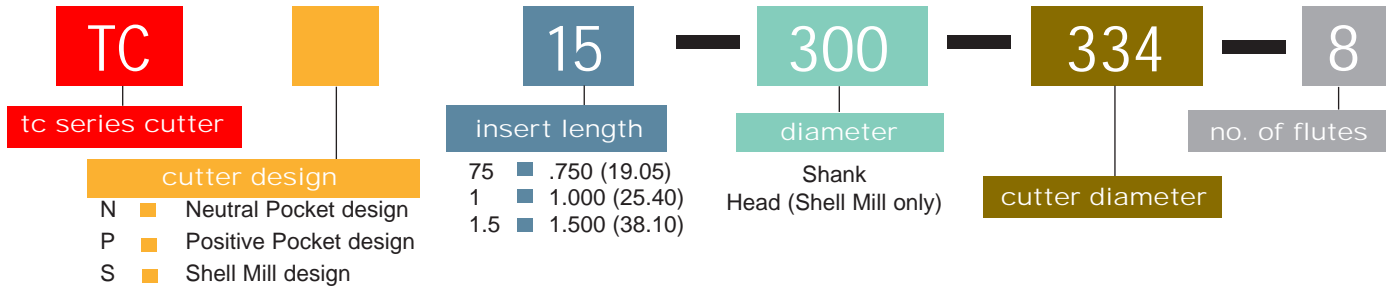 TC 15 – 300 – 334 – 8
tc series cutter
cutter design
N Neutral Pocket design
P Positive Pocket design
S Shell Mill design
insert length
75 .750 (19.05)
1 1.000 (25.40)
1.5 1.500 (38.10)
diameter
Shank
Head (Shell Mill only)
cutter diameter
no. of flutes